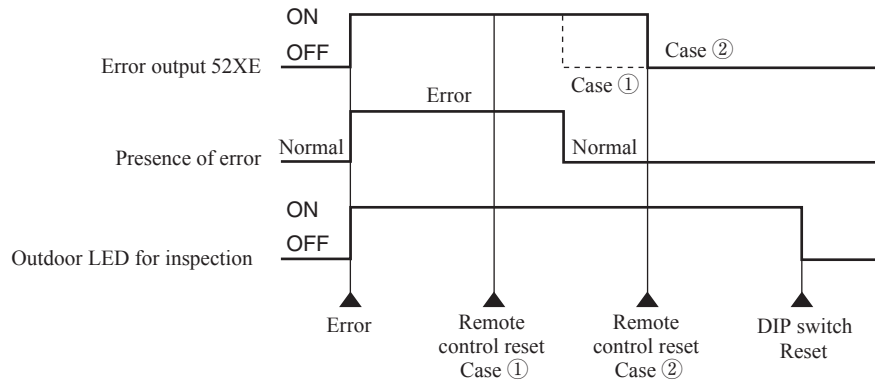 ON
OFF
Error output 52XE
Case ②
Case ①
Error
Normal
Normal
Presence of error
ON
OFF
Outdoor LED for inspection
Error
Remote
control reset
Case ①
Remote
control reset
Case ②
DIP switch
Reset